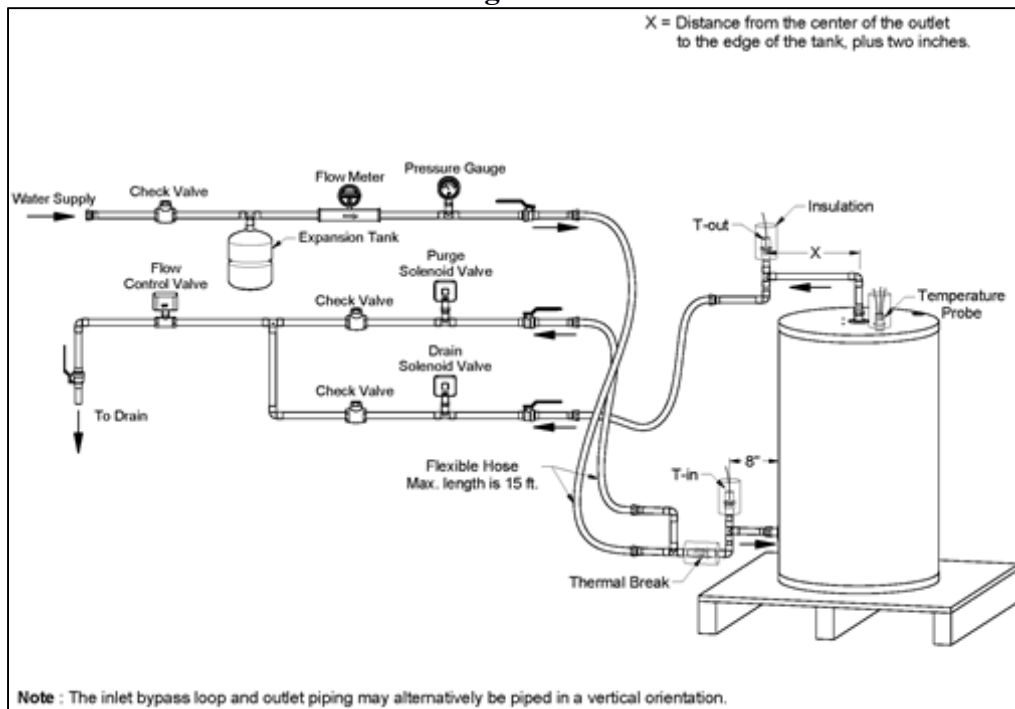 X = Distance from the center of the outlet
to the edge of the tank, plus two inches.
Water Supply
Check Valve
Flow Meter
Pressure Gauge
Expansion Tank
Insulation
T-out
X
Temperature
Probe
Flow
Control Valve
Check Valve
Purge
Solenoid Valve
Drain
Solenoid Valve
Check Valve
To Drain
Flexible Hose
Max. length is 15 ft.
T-in
8"
Thermal Break
Note : The inlet bypass loop and outlet piping may alternatively be piped in a vertical orientation.